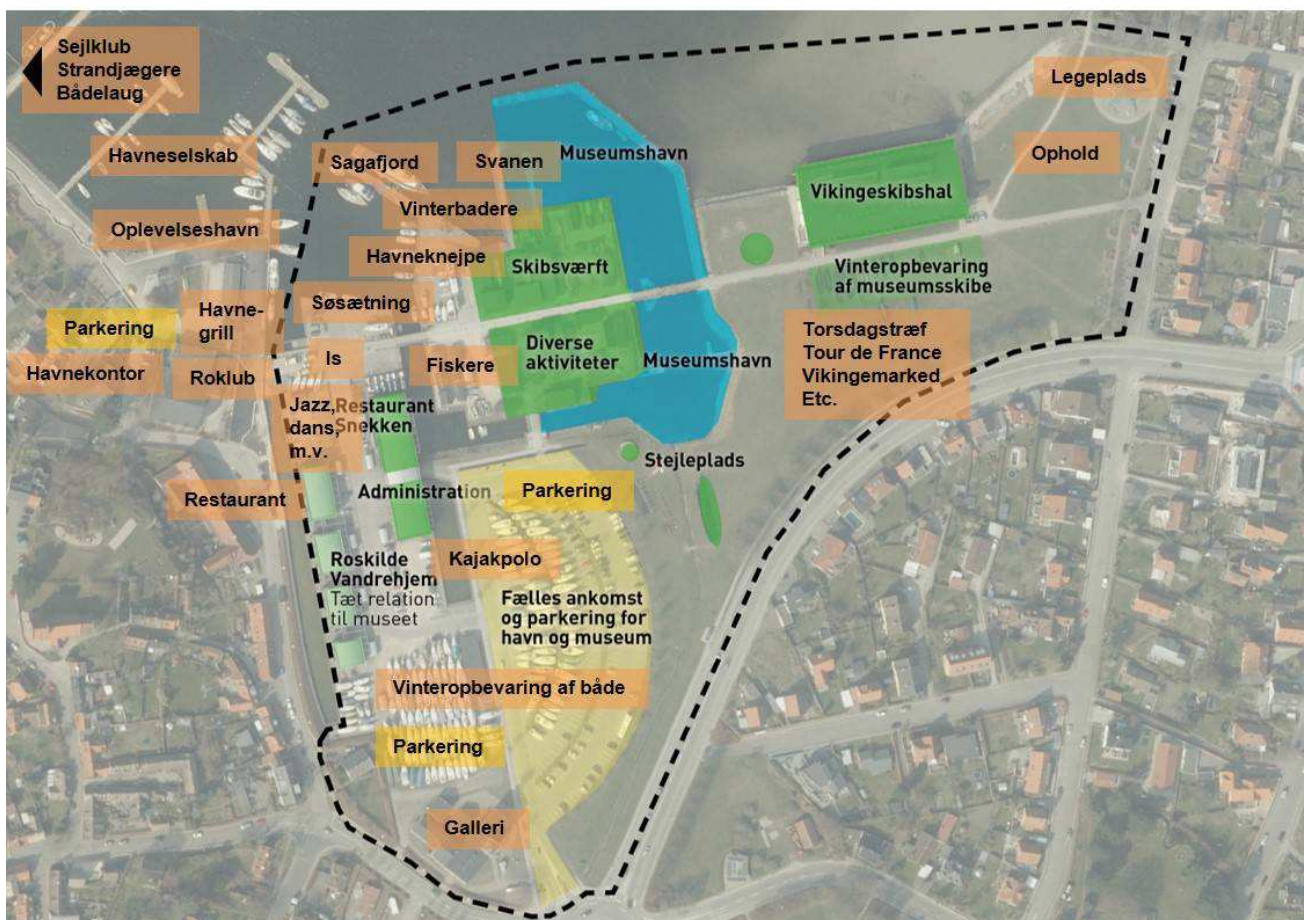 Sejlklub
Strandjægere
Bådelaug
Legeplads
Havneselskab
Sagafjord
Svanen
Museumshavn
Ophold
Vikingeskibshal
Vinterbadere
Oplevelseshavn
Havneknejpe
Skibsværft
Vinteropbevaring
af museumsskibe
Søsætning
Havne-
grill
Parkering
Havnekontor
Roklub
Is
Fiskere
Diverse
aktiviteter
Museumshavn
Torsdagstræf
Tour de France
Vikingemarked
Etc.
Jazz,
dans,
m.v.
Restaurant
Snekken
Stejleplads
Restaurant
Administration
Parkering
Kajakpolo
Roskilde
Vandrehjem
Tæt relation
til museet
Fælles ankomst
og parkering for
havn og museum
Vinteropbevaring af både
Parkering
Galleri